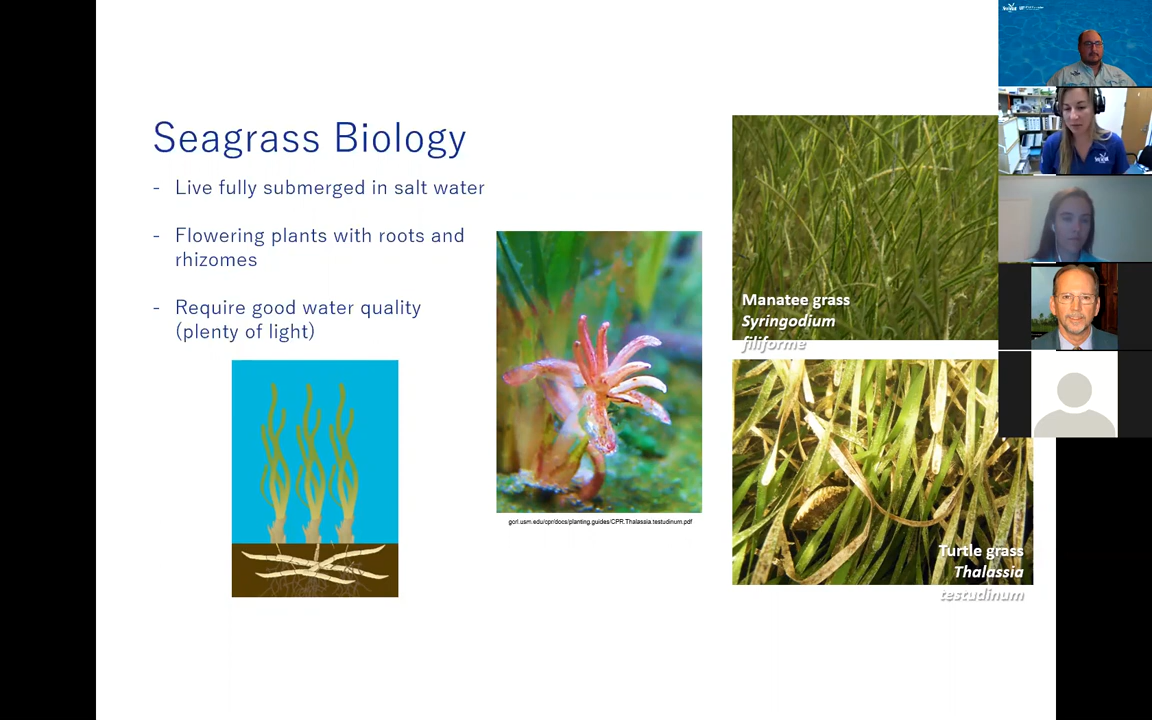 Seagrass Biology
- Live fully submerged in salt water
- Flowering plants with roots and
rhizomes
- Require good water quality
(plenty of light)
gcrl.usm.edu/cpr/docs/planting.guides/CPR.Thalassia.testudinum.pdf
Manatee grass
Syringodium
filiforme
Turtle grass
Thalassia
testudinum